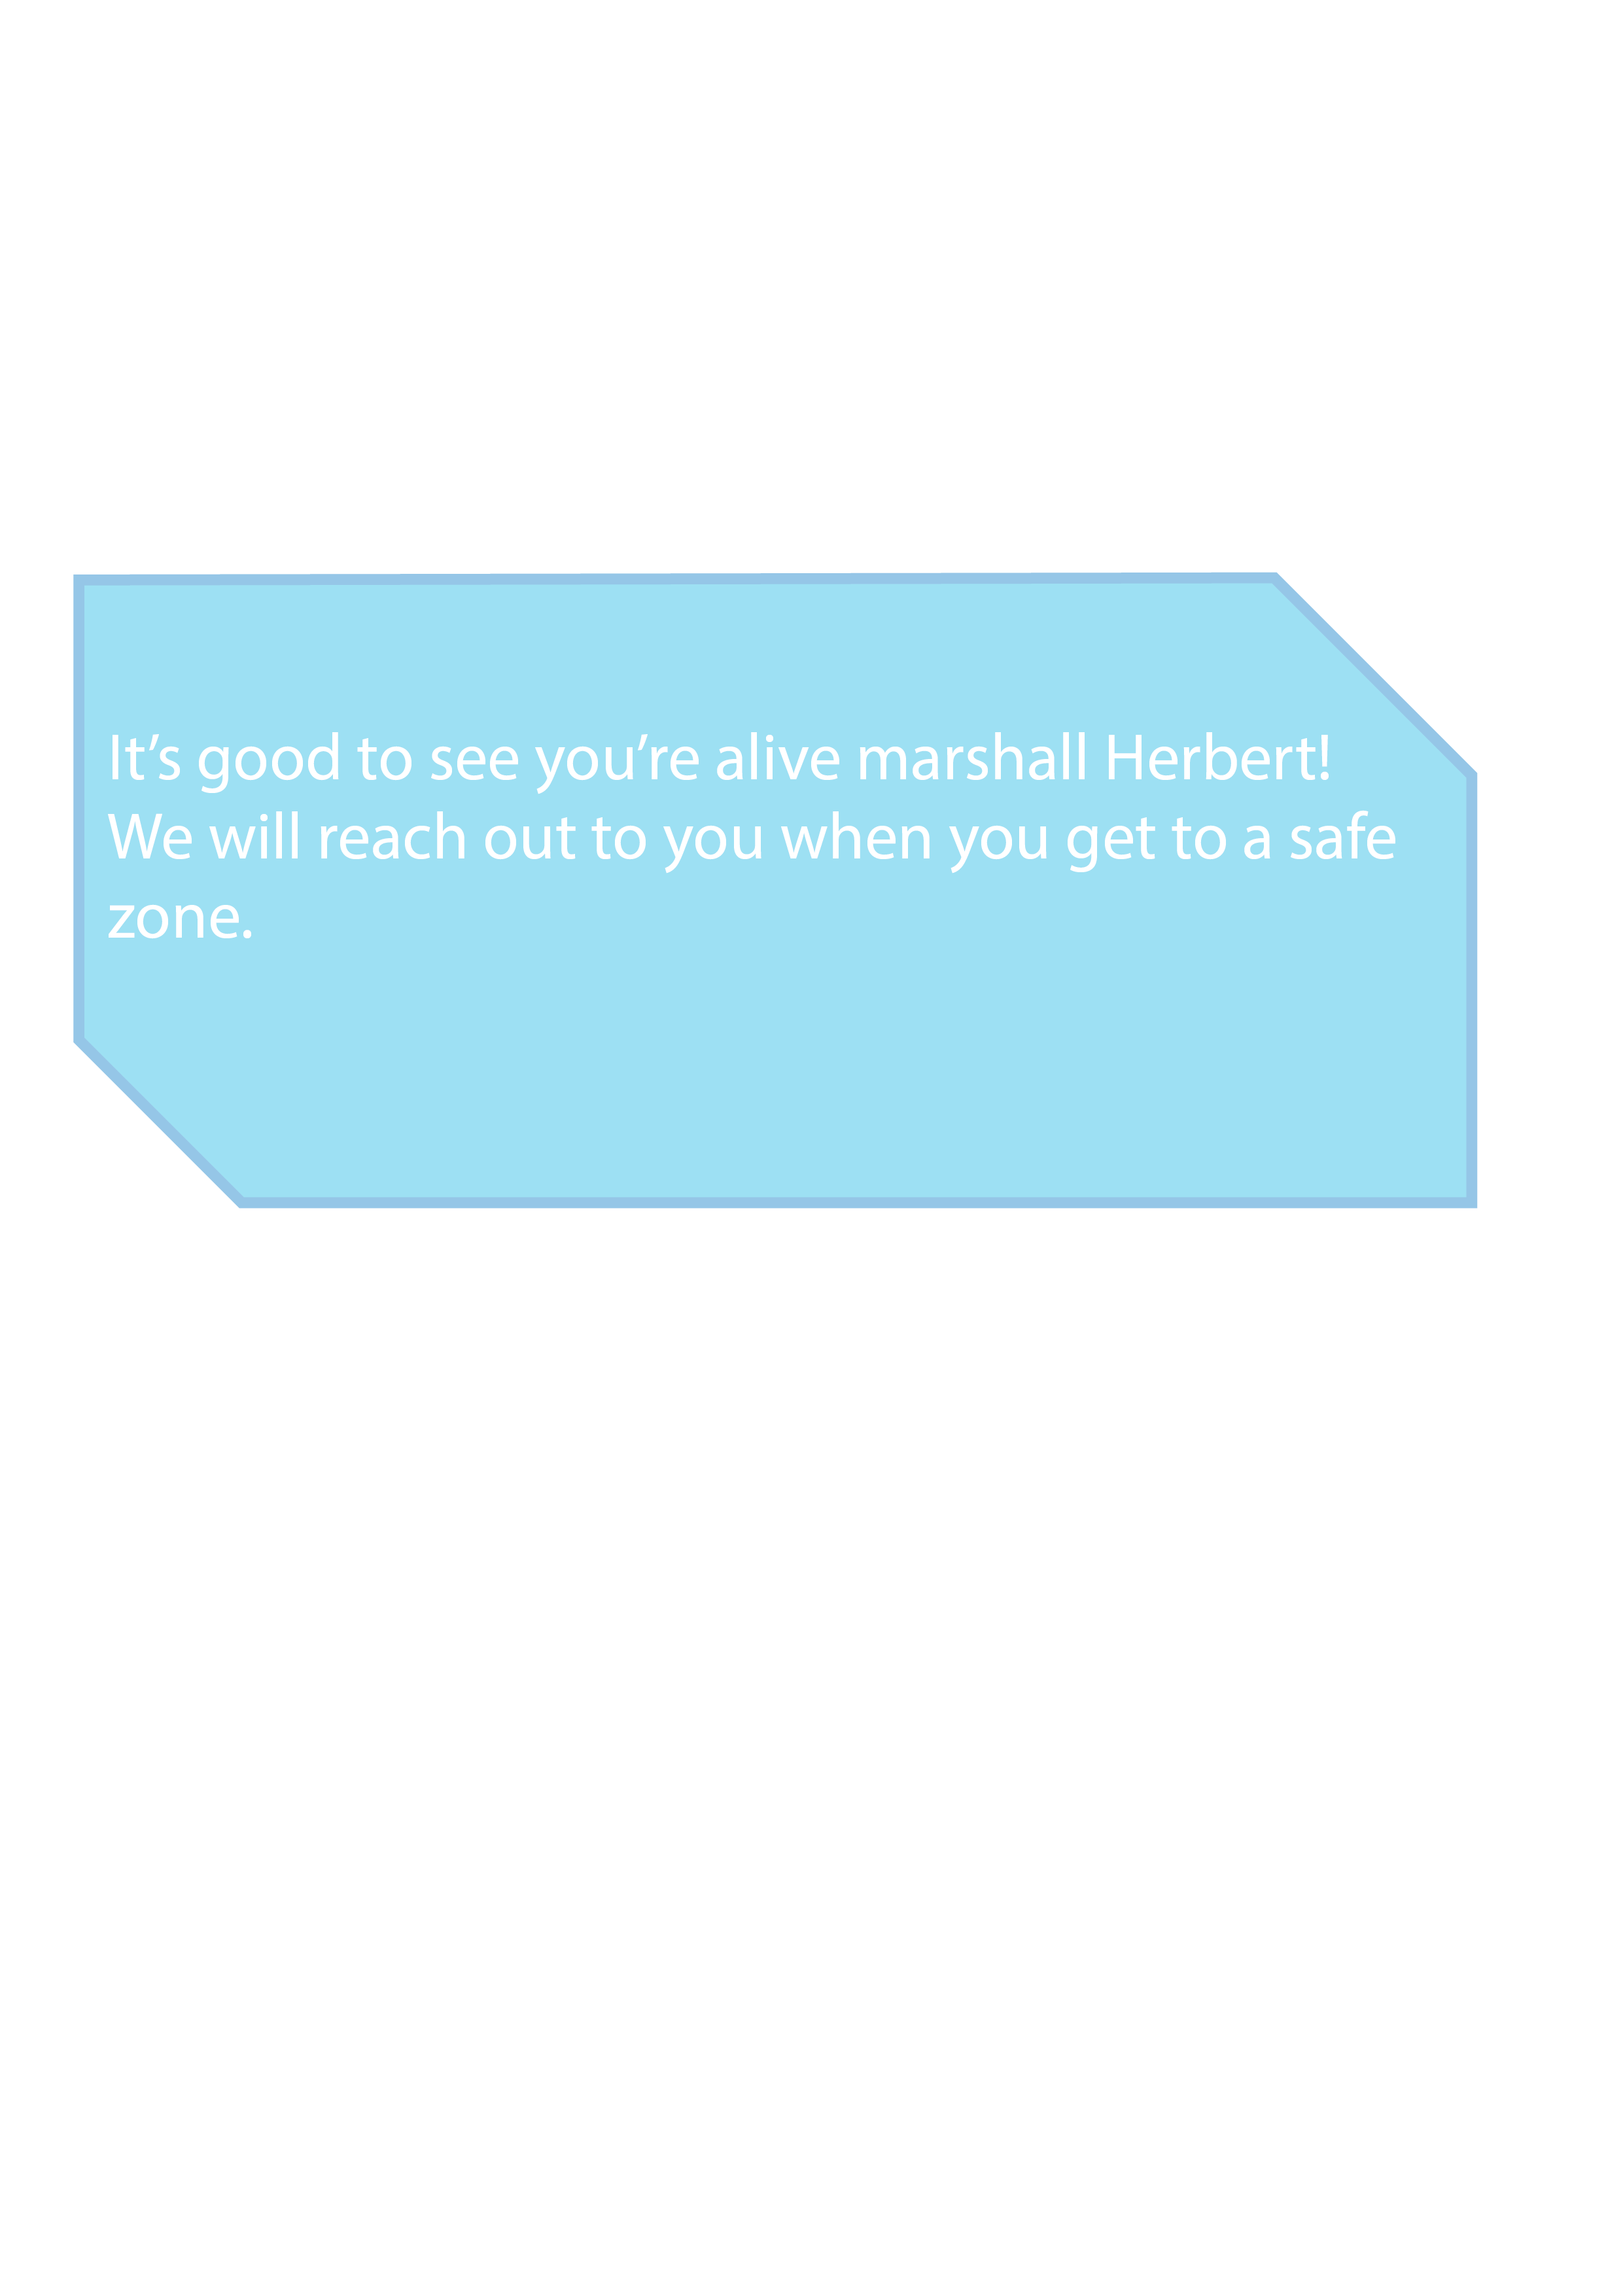 It’s good to see you’re alive marshall Herbert!
We will reach out to you when you get to a safe
zone.